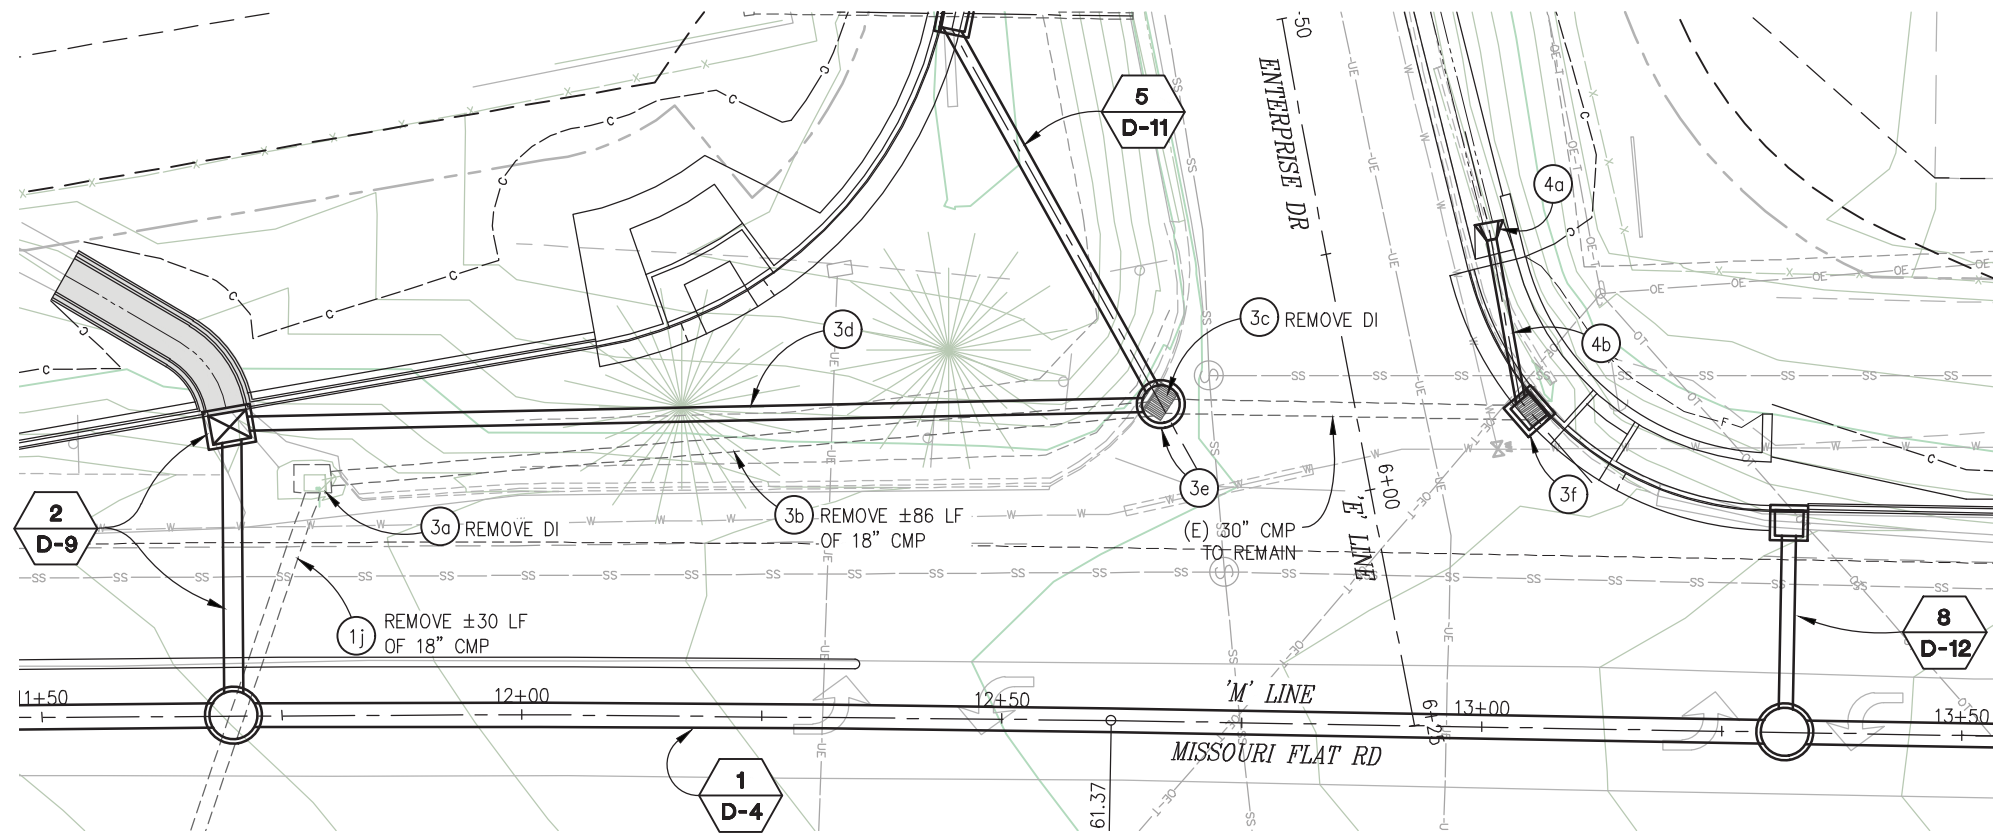 -50
5
D-11
ENTERPRISE DR
4a
3d
3c REMOVE DI
4b
2
D-9
3a REMOVE DI
3b REMOVE ±86 LF
OF 18" CMP
3e
(E) 30" CMP
TO REMAIN
6+00
'E' LINE
3f
1j REMOVE ±30 LF
OF 18" CMP
8
D-12
11+50
12+00
12+50
'M' LINE
6+25
13+00
13+50
MISSOURI FLAT RD
1
D-4
61.37